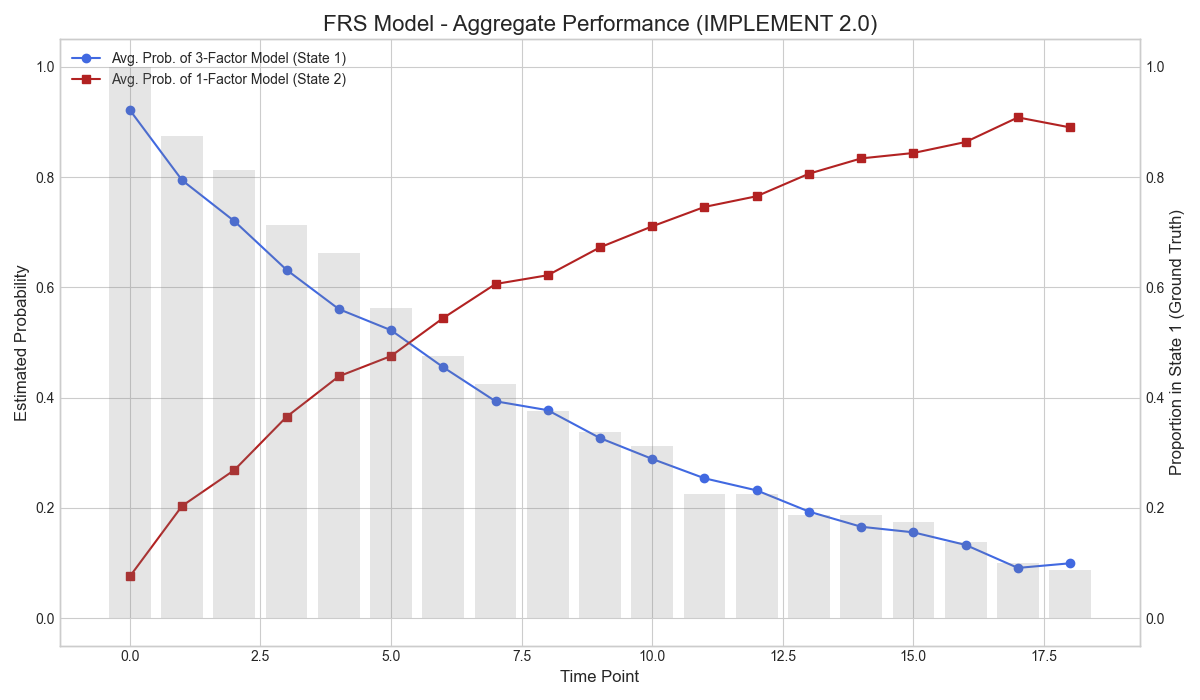 FRS Model - Aggregate Performance (IMPLEMENT 2.0)
Avg. Prob. of 3-Factor Model (State 1)
Avg. Prob. of 1-Factor Model (State 2)
Estimated Probability
1.0
0.8
0.6
0.4
0.2
0.0
1.0
0.8
0.6
0.4
0.2
0.0
Proportion in State 1 (Ground Truth)
0.0 2.5 5.0 7.5 10.0 12.5 15.0 17.5
Time Point